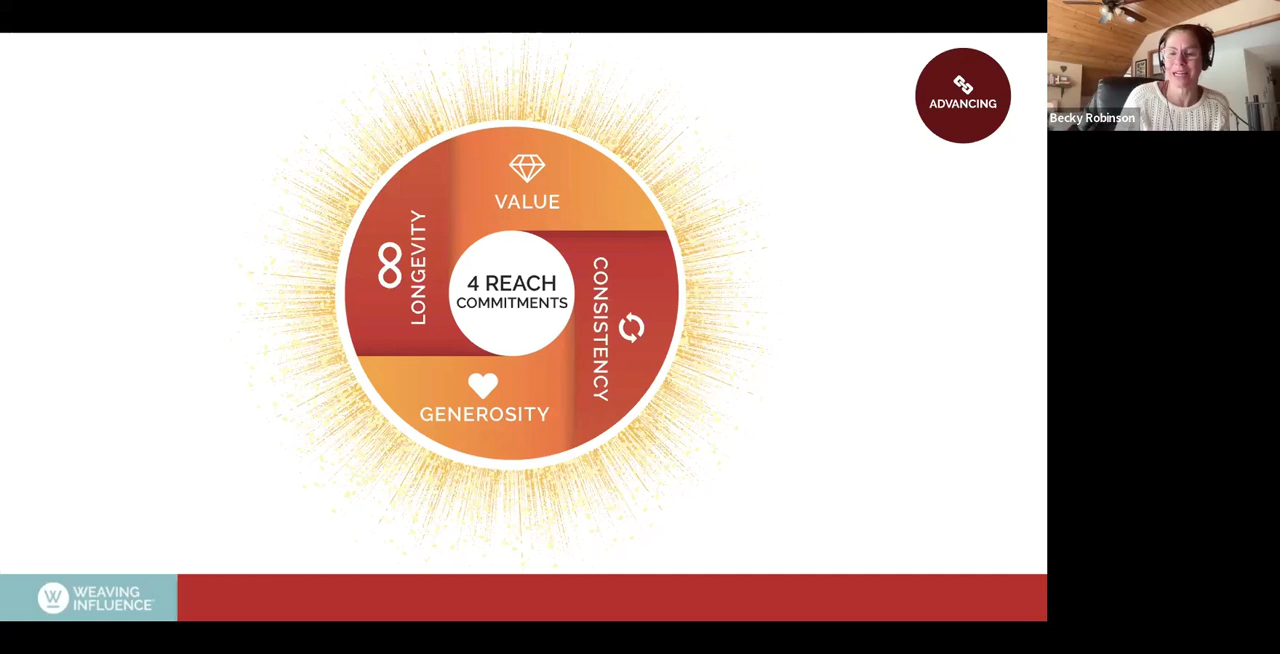 ADVANCING
Becky Robinson
VALUE
LONGEVITY
4 REACH
COMMITMENTS
CONSISTENCY
GENEROSITY
W
WEAVING
INFLUENCE